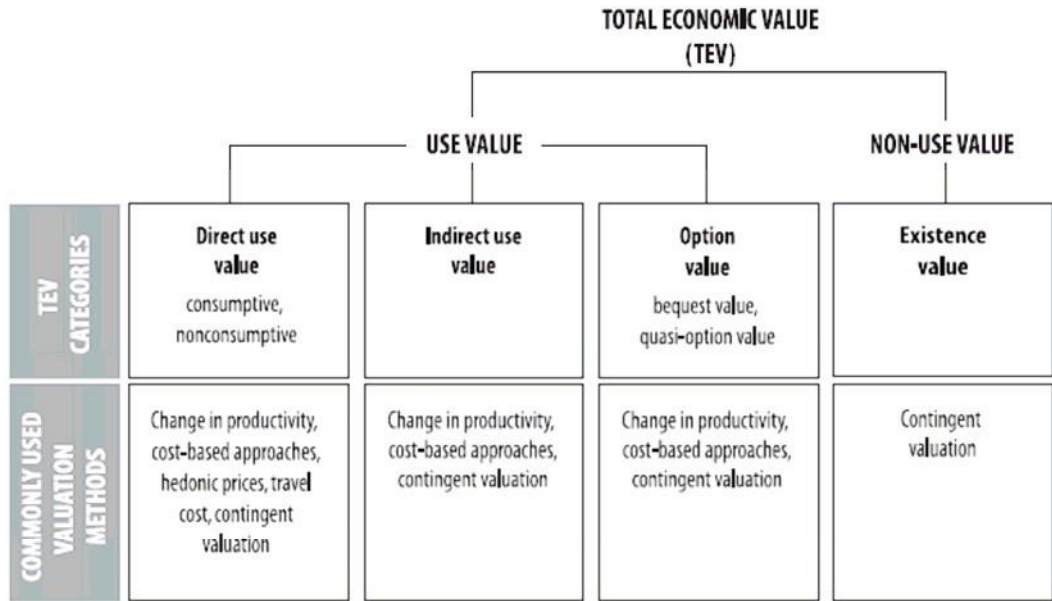 TOTAL ECONOMIC VALUE
(TEV)
USE VALUE
NON-USE VALUE
TEV
CATEGORIES
Direct use
value
consumptive,
nonconsumptive
Indirect use
value
Option
value
bequest value,
quasi-option value
Existence
value
COMMONLY USED
VALUATION
METHODS
Change in productivity,
cost-based approaches,
hedonic prices, travel
cost, contingent
valuation
Change in productivity,
cost-based approaches,
contingent valuation
Change in productivity,
cost-based approaches,
contingent valuation
Contingent
valuation